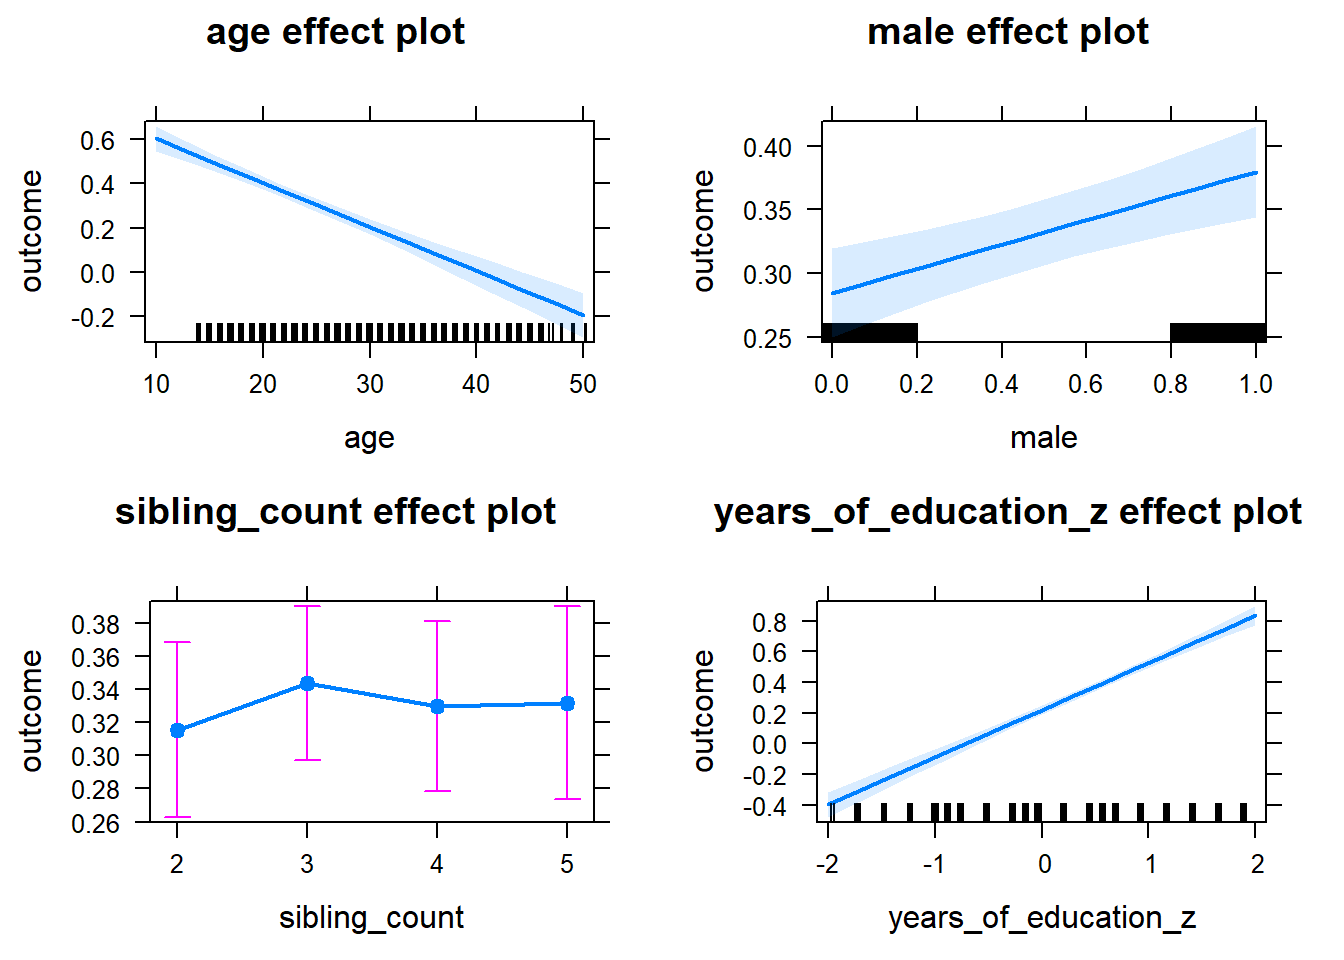 age effect plot
outcome
0.6
0.4
0.2
0.0
-0.2
10 20 30 40 50
age
male effect plot
outcome
0.40
0.35
0.30
0.25
0.0 0.2 0.4 0.6 0.8 1.0
male
sibling_count effect plot
outcome
0.38
0.36
0.34
0.32
0.30
0.28
0.26
2 3 4 5
sibling_count
years_of_education_z effect plot
outcome
0.8
0.6
0.4
0.2
0.0
-0.2
-0.4
-2 -1 0 1 2
years_of_education_z